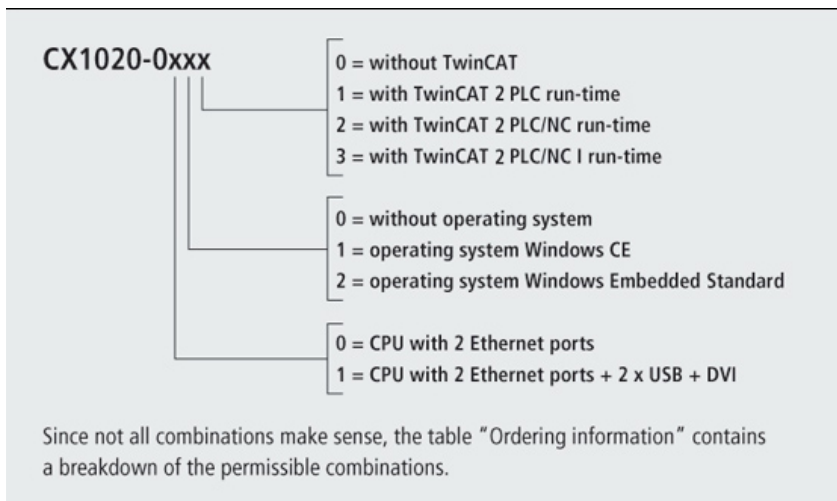 CX1020-0xxx
0 = without TwinCAT
1 = with TwinCAT 2 PLC run-time
2 = with TwinCAT 2 PLC/NC run-time
3 = with TwinCAT 2 PLC/NC I run-time
0 = without operating system
1 = operating system Windows CE
2 = operating system Windows Embedded Standard
0 = CPU with 2 Ethernet ports
1 = CPU with 2 Ethernet ports + 2 x USB + DVI
Since not all combinations make sense, the table “Ordering information” contains
a breakdown of the permissible combinations.